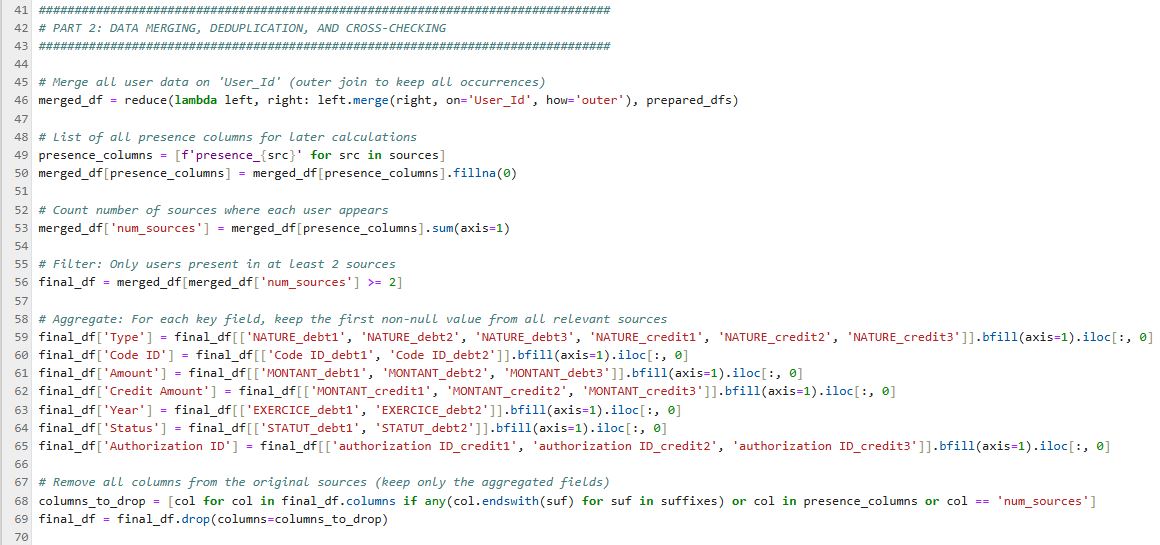 41 ################################################################################
42 # PART 2: DATA MERGING, DEDUPLICATION, AND CROSS-CHECKING
43 ################################################################################
44
45 # Merge all user data on 'User_Id' (outer join to keep all occurrences)
46 merged_df = reduce(lambda left, right: left.merge(right, on='User_Id', how='outer'), prepared_dfs)
47
48 # List of all presence columns for later calculations
49 presence_columns = [f'presence_{src}' for src in sources]
50 merged_df[presence_columns] = merged_df[presence_columns].fillna(0)
51
52 # Count number of sources where each user appears
53 merged_df['num_sources'] = merged_df[presence_columns].sum(axis=1)
54
55 # Filter: Only users present in at least 2 sources
56 final_df = merged_df[merged_df['num_sources'] >= 2]
57
58 # Aggregate: For each key field, keep the first non-null value from all relevant sources
59 final_df['Type'] = final_df[['NATURE_debt1', 'NATURE_debt2', 'NATURE_debt3', 'NATURE_credit1', 'NATURE_credit2', 'NATURE_credit3']].bfill(axis=1).iloc[:, 0]
60 final_df['Code ID'] = final_df[['Code ID_debt1', 'Code ID_debt2']].bfill(axis=1).iloc[:, 0]
61 final_df['Amount'] = final_df[['MONTANT_debt1', 'MONTANT_debt2', 'MONTANT_debt3']].bfill(axis=1).iloc[:, 0]
62 final_df['Credit Amount'] = final_df[['MONTANT_credit1', 'MONTANT_credit2', 'MONTANT_credit3']].bfill(axis=1).iloc[:, 0]
63 final_df['Year'] = final_df[['EXERCICE_debt1', 'EXERCICE_debt2']].bfill(axis=1).iloc[:, 0]
64 final_df['Status'] = final_df[['STATUT_debt1', 'STATUT_debt2']].bfill(axis=1).iloc[:, 0]
65 final_df['Authorization ID'] = final_df[['authorization ID_credit1', 'authorization ID_credit2', 'authorization ID_credit3']].bfill(axis=1).iloc[:, 0]
66
67 # Remove all columns from the original sources (keep only the aggregated fields)
68 columns_to_drop = [col for col in final_df.columns if any(col.endswith(suf) for suf in suffixes) or col in presence_columns or col == 'num_sources']
69 final_df = final_df.drop(columns=columns_to_drop)
70